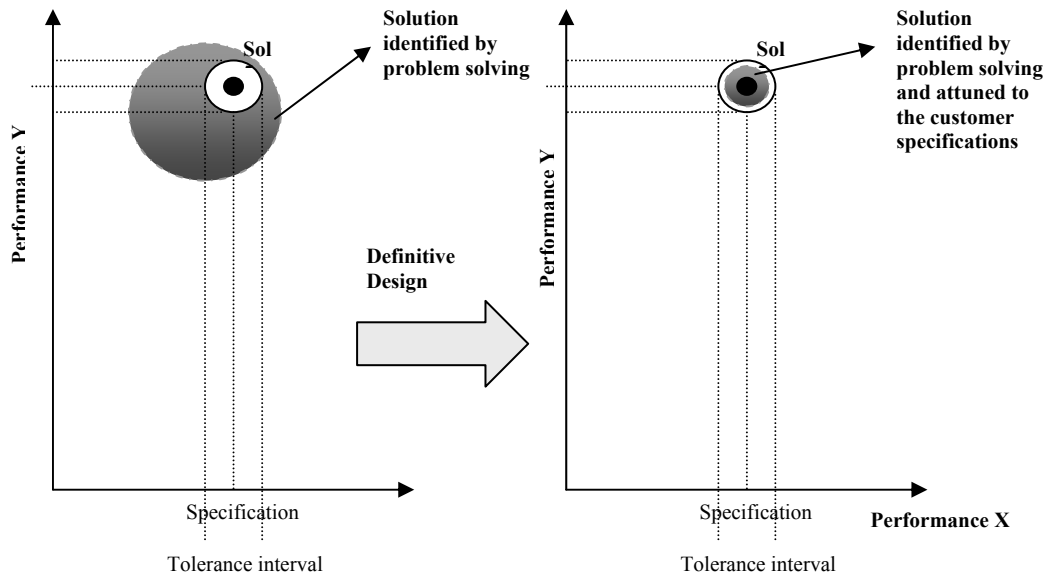 Performance Y
Sol
Solution
identified by
problem solving
Specification
Tolerance interval
Definitive
Design
Performance Y
Sol
Solution
identified by
problem solving
and attuned to
the customer
specifications
Specification
Performance X
Tolerance interval